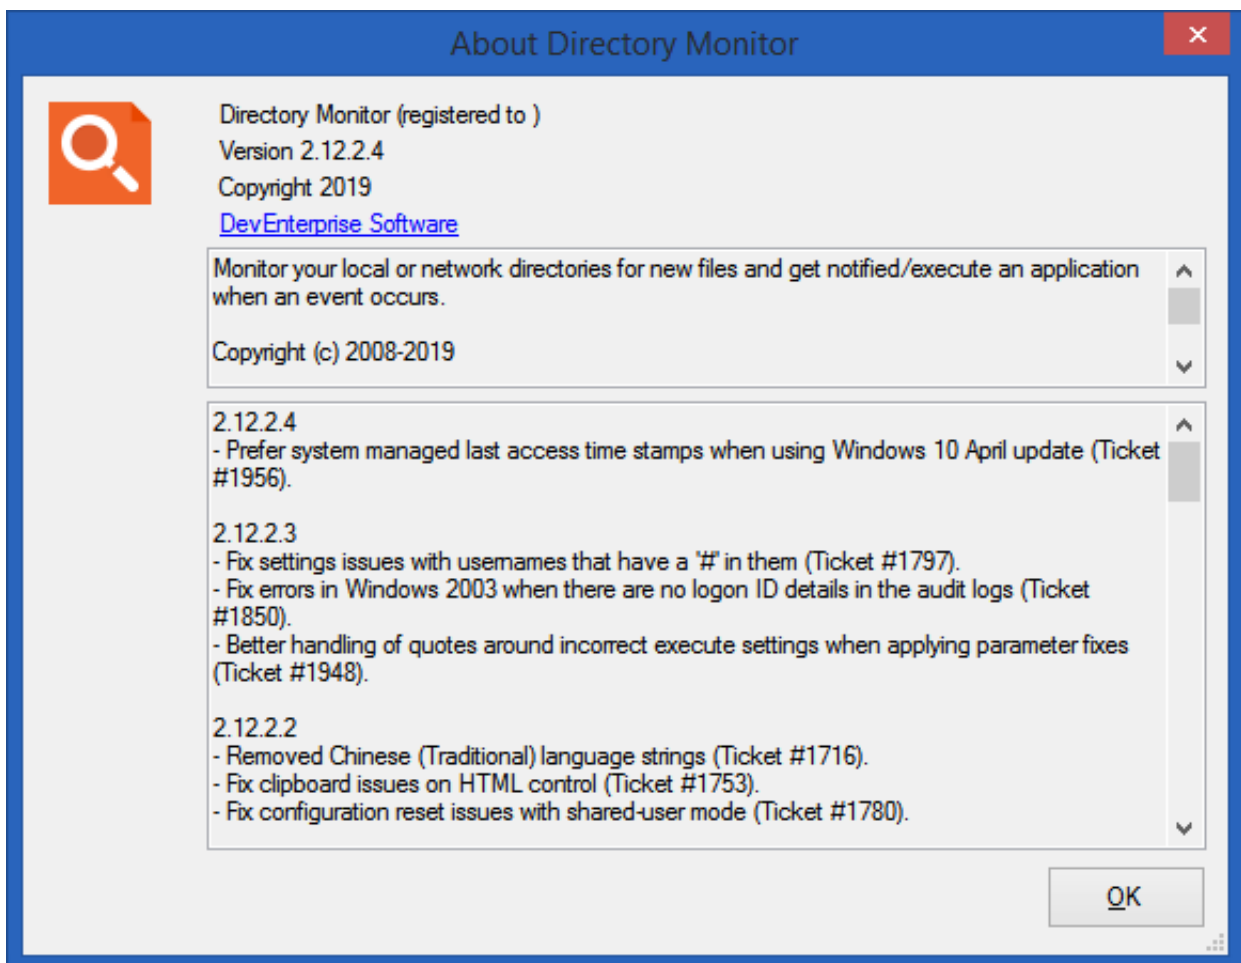 About Directory Monitor
Directory Monitor (registered to )
Version 2.12.2.4
Copyright 2019
DevEnterprise Software
Monitor your local or network directories for new files and get notified/execute an application
when an event occurs.
Copyright (c) 2008-2019
2.12.2.4
- Prefer system managed last access time stamps when using Windows 10 April update (Ticket
#1956).
2.12.2.3
- Fix settings issues with usernames that have a '#' in them (Ticket #1797).
- Fix errors in Windows 2003 when there are no logon ID details in the audit logs (Ticket
#1850).
- Better handling of quotes around incorrect execute settings when applying parameter fixes
(Ticket #1948).
2.12.2.2
- Removed Chinese (Traditional) language strings (Ticket #1716).
- Fix clipboard issues on HTML control (Ticket #1753).
- Fix configuration reset issues with shared-user mode (Ticket #1780).
OK